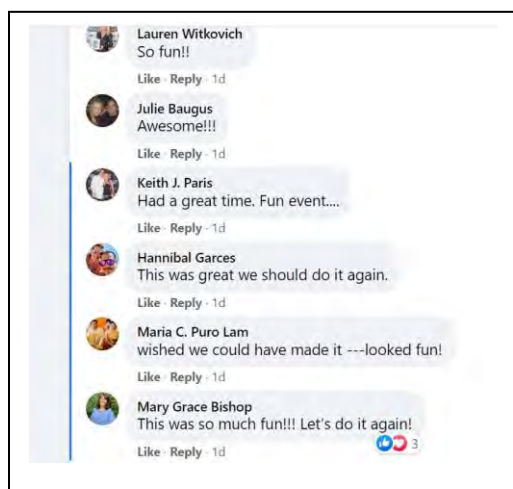 Lauren Witkovich
So fun!!
Like · Reply · 1d
Julie Baugus
Awesome!!!
Like · Reply · 1d
Keith J. Paris
Had a great time. Fun event....
Like · Reply · 1d
Hannibal Garces
This was great we should do it again.
Like · Reply · 1d
Maria C. Puro Lam
wished we could have made it ---looked fun!
Like · Reply · 1d
Mary Grace Bishop
This was so much fun!!! Let's do it again!
3
Like · Reply · 1d